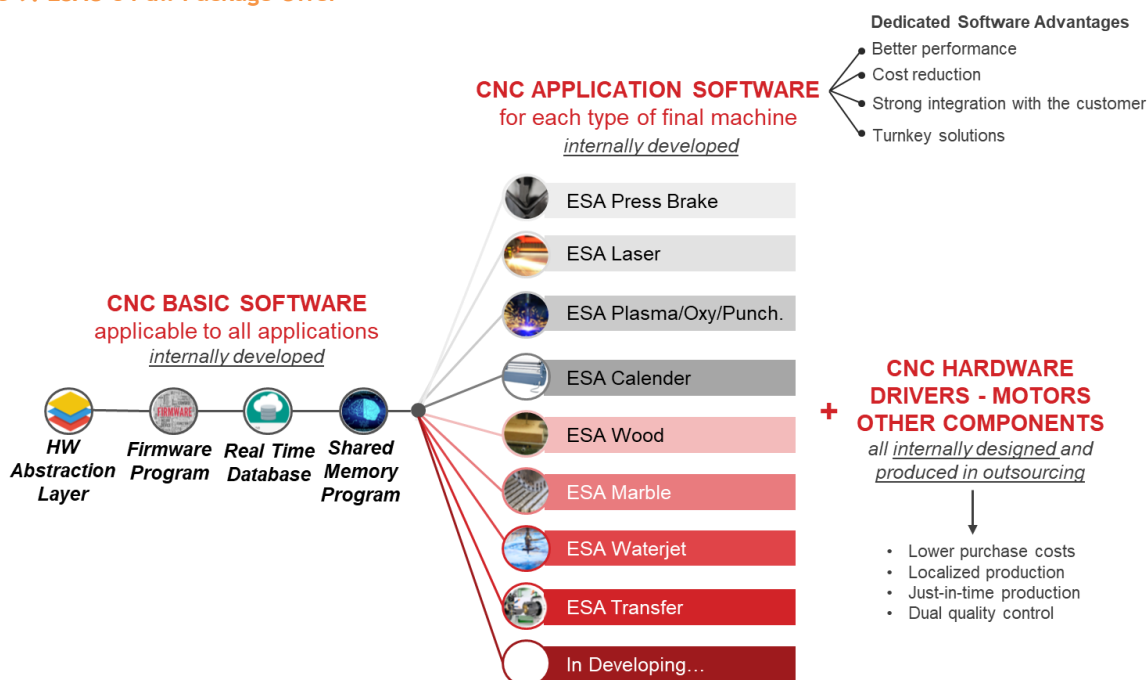 Dedicated Software Advantages
Better performance
Cost reduction
Strong integration with the customer
Turnkey solutions
CNC APPLICATION SOFTWARE
for each type of final machine
internally developed
ESA Press Brake
ESA Laser
ESA Plasma/Oxy/Punch.
ESA Calender
ESA Wood
ESA Marble
ESA Waterjet
ESA Transfer
In Developing…
CNC BASIC SOFTWARE
applicable to all applications
internally developed
FIRMWARE
HW
Abstraction
Layer
Firmware
Program
Real Time
Database
Shared
Memory
Program
+
CNC HARDWARE
DRIVERS - MOTORS
OTHER COMPONENTS
all internally designed and
produced in outsourcing
• Lower purchase costs
• Localized production
• Just-in-time production
• Dual quality control